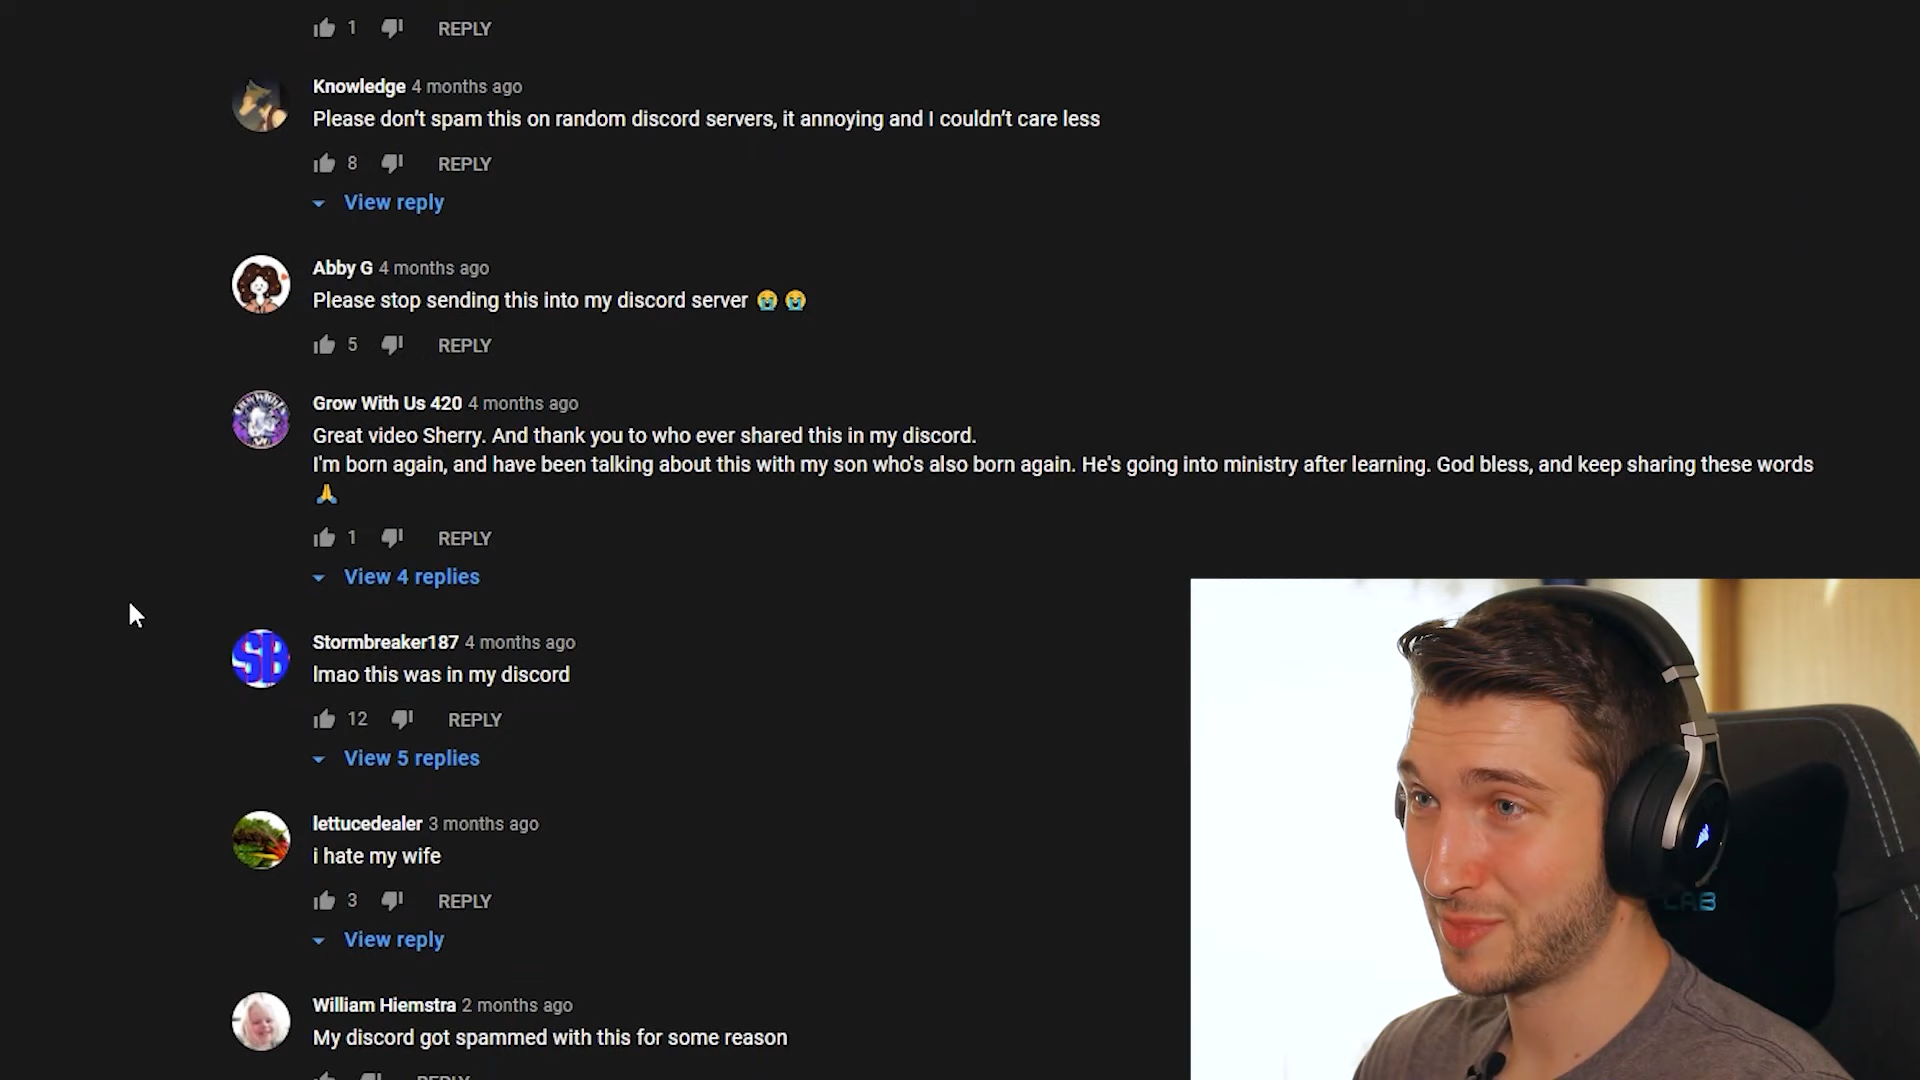 1 REPLY
Knowledge 4 months ago
Please don't spam this on random discord servers, it annoying and I couldn't care less
8 REPLY
View reply
Abby G 4 months ago
Please stop sending this into my discord server 😭 😭
5 REPLY
Grow With Us 420 4 months ago
Great video Sherry. And thank you to who ever shared this in my discord.
I'm born again, and have been talking about this with my son who's also born again. He's going into ministry after learning. God bless, and keep sharing these words
🙏
1 REPLY
View 4 replies
SB
Stormbreaker187 4 months ago
lmao this was in my discord
12 REPLY
View 5 replies
lettucedealer 3 months ago
i hate my wife
3 REPLY
View reply
William Hiemstra 2 months ago
My discord got spammed with this for some reason
REPLY
LAB